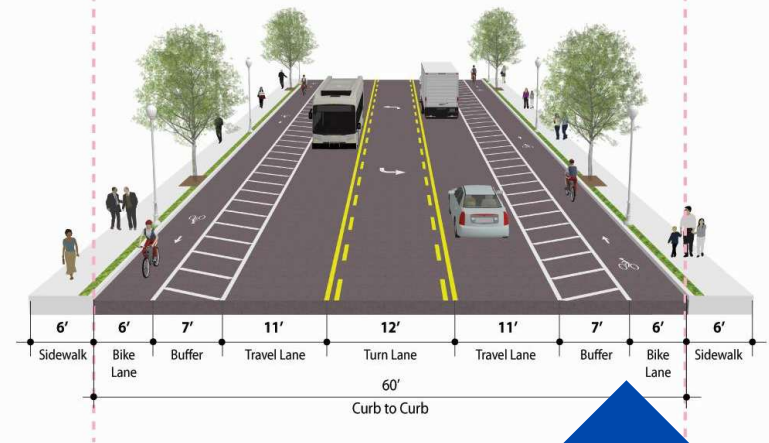 6’ 6’ 7’ 11’ 12’ 11’ 7’ 6’ 6’
Sidewalk Bike Lane Buffer Travel Lane Turn Lane Travel Lane Buffer Bike Lane Sidewalk
60’
Curb to Curb